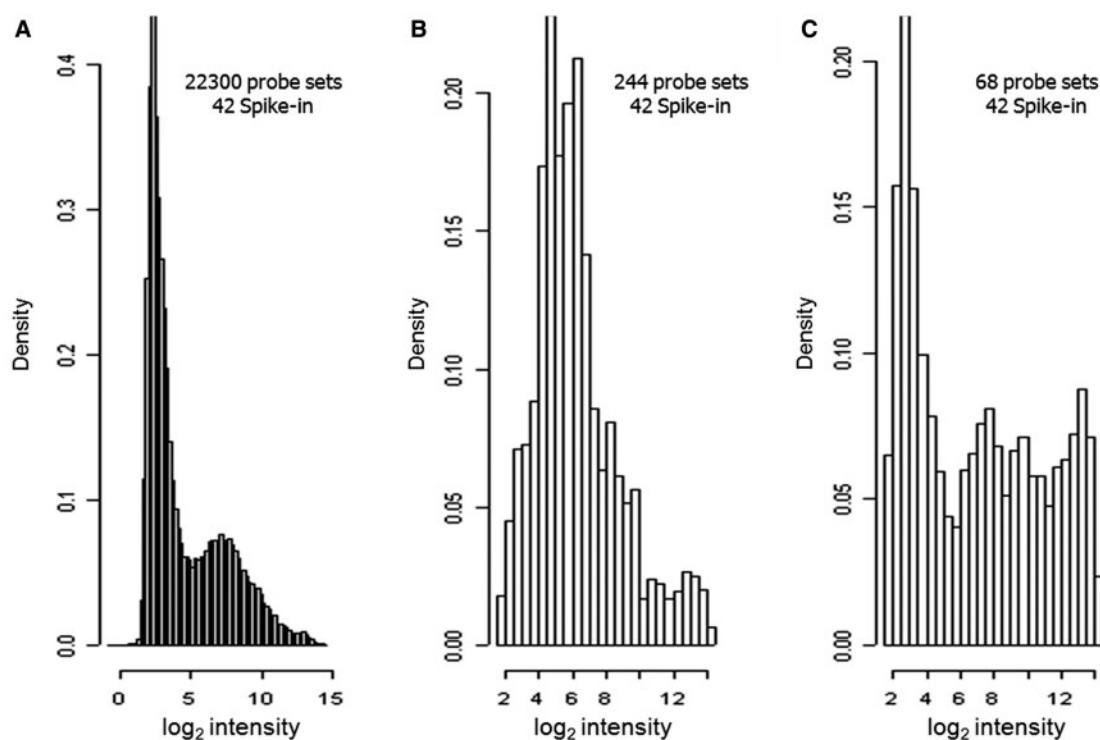 A
22300 probe sets
42 Spike-in
Density
0.4
0.3
0.2
0.1
0.0
0 5 10 15
log2 intensity
B
244 probe sets
42 Spike-in
Density
0.20
0.15
0.10
0.05
0.00
2 4 6 8 12
log2 intensity
C
68 probe sets
42 Spike-in
Density
0.20
0.15
0.10
0.05
0.00
2 4 6 8 12
log2 intensity